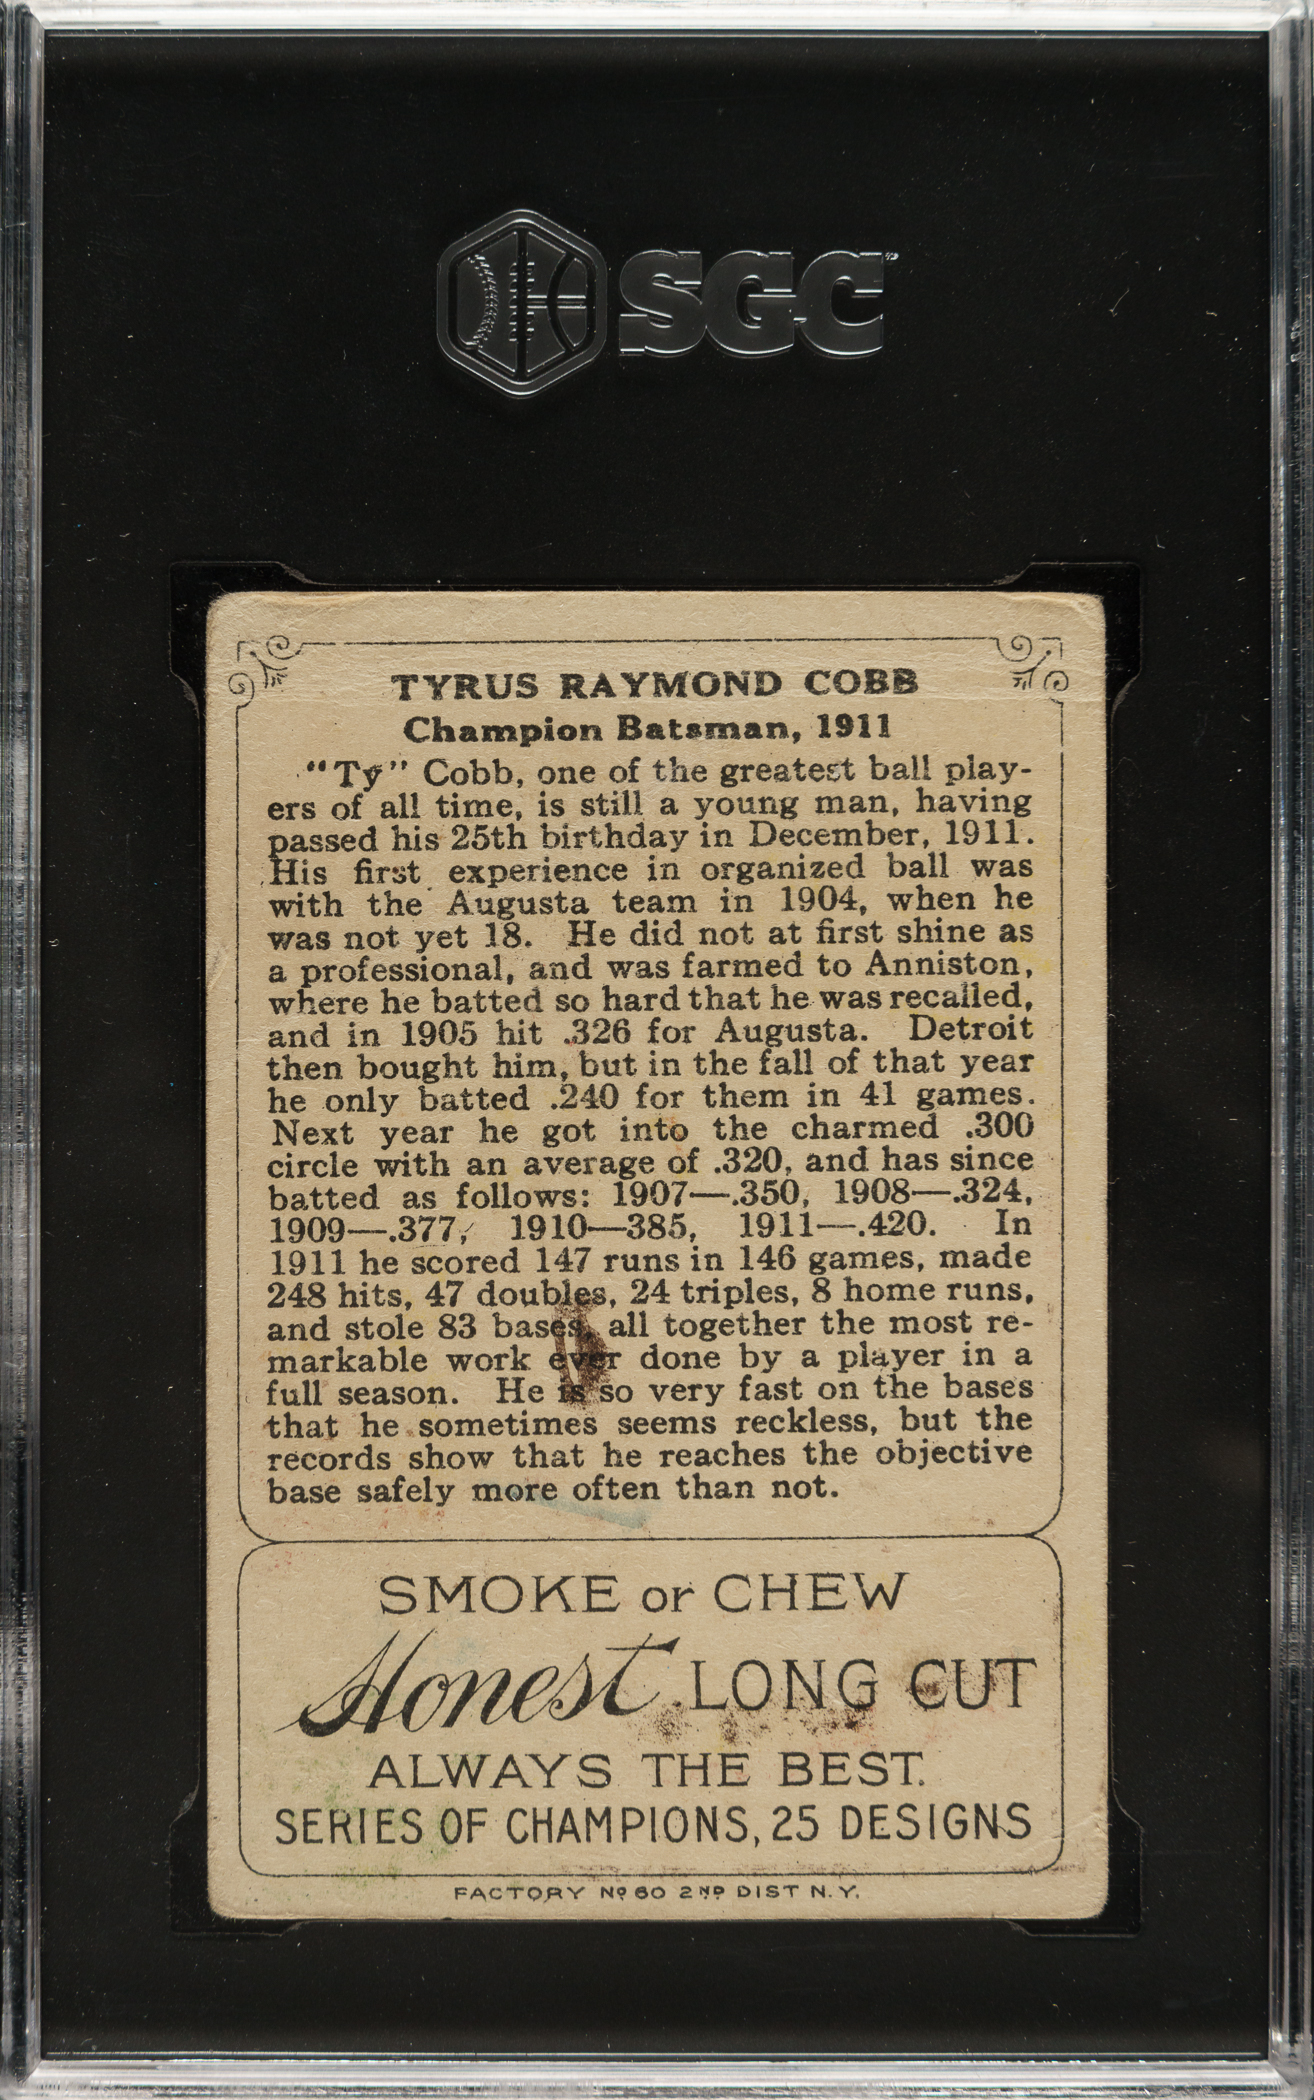 SGC
TYRUS RAYMOND COBB
Champion Batsman, 1911
"Ty" Cobb, one of the greatest ball play-
ers of all time, is still a young man, having
passed his 25th birthday in December, 1911.
His first experience in organized ball was
with the Augusta team in 1904, when he
was not yet 18. He did not at first shine as
a professional, and was farmed to Anniston,
where he batted so hard that he was recalled,
and in 1905 hit .326 for Augusta. Detroit
then bought him, but in the fall of that year
he only batted .240 for them in 41 games.
Next year he got into the charmed .300
circle with an average of .320, and has since
batted as follows: 1907—.350, 1908—.324,
1909—.377, 1910—385, 1911—.420. In
1911 he scored 147 runs in 146 games, made
248 hits, 47 doubles, 24 triples, 8 home runs,
and stole 83 bases, all together the most re-
markable work ever done by a player in a
full season. He is so very fast on the bases
that he sometimes seems reckless, but the
records show that he reaches the objective
base safely more often than not.
SMOKE or CHEW
Honest LONG CUT
ALWAYS THE BEST.
SERIES OF CHAMPIONS, 25 DESIGNS
FACTORY Nº 60 2ND DIST N.Y.